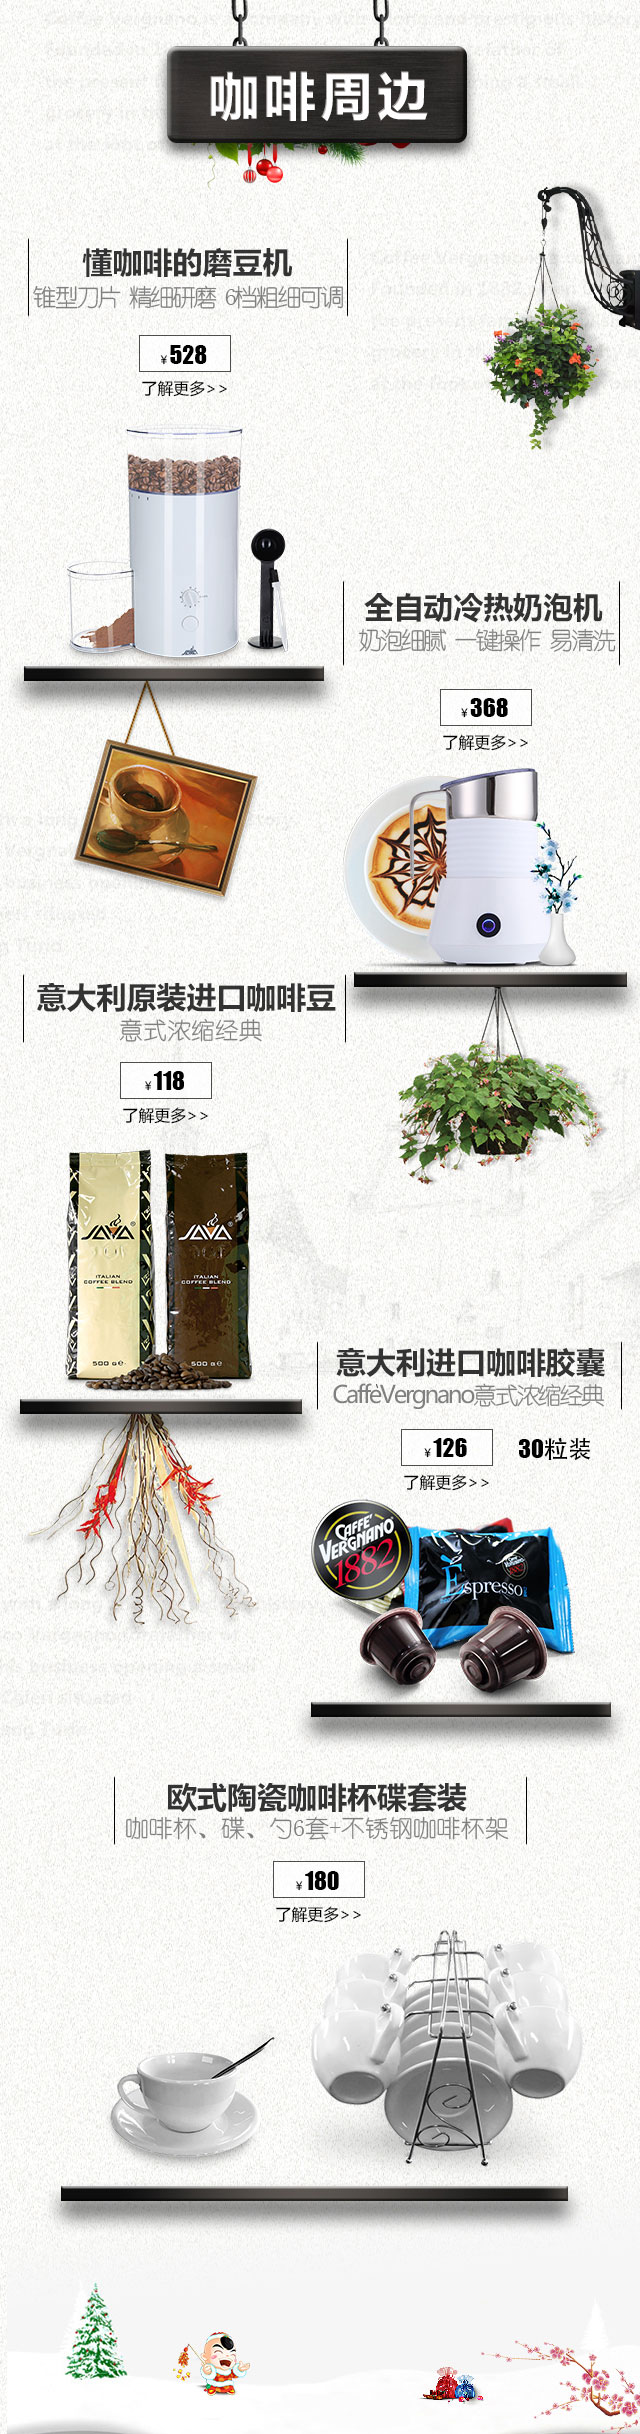 咖啡周边
懂咖啡的磨豆机
锥型刀片 精细研磨 6档粗细可调
¥528
了解更多>>
全自动冷热奶泡机
奶泡细腻 一键操作 易清洗
¥368
了解更多>>
意大利原装进口咖啡豆
意式浓缩经典
¥118
了解更多>>
JAVA®
ITALIAN
COFFEE BLEND
500 g e
JAVA®
ITALIAN
COFFEE BLEND
500 g e
意大利进口咖啡胶囊
CaffèVergnano意式浓缩经典
¥126 30粒装
了解更多>>
CAFFE'
VERGNANO®
1882
Èspresso
欧式陶瓷咖啡杯碟套装
咖啡杯、碟、勺6套+不锈钢咖啡杯架
¥180
了解更多>>